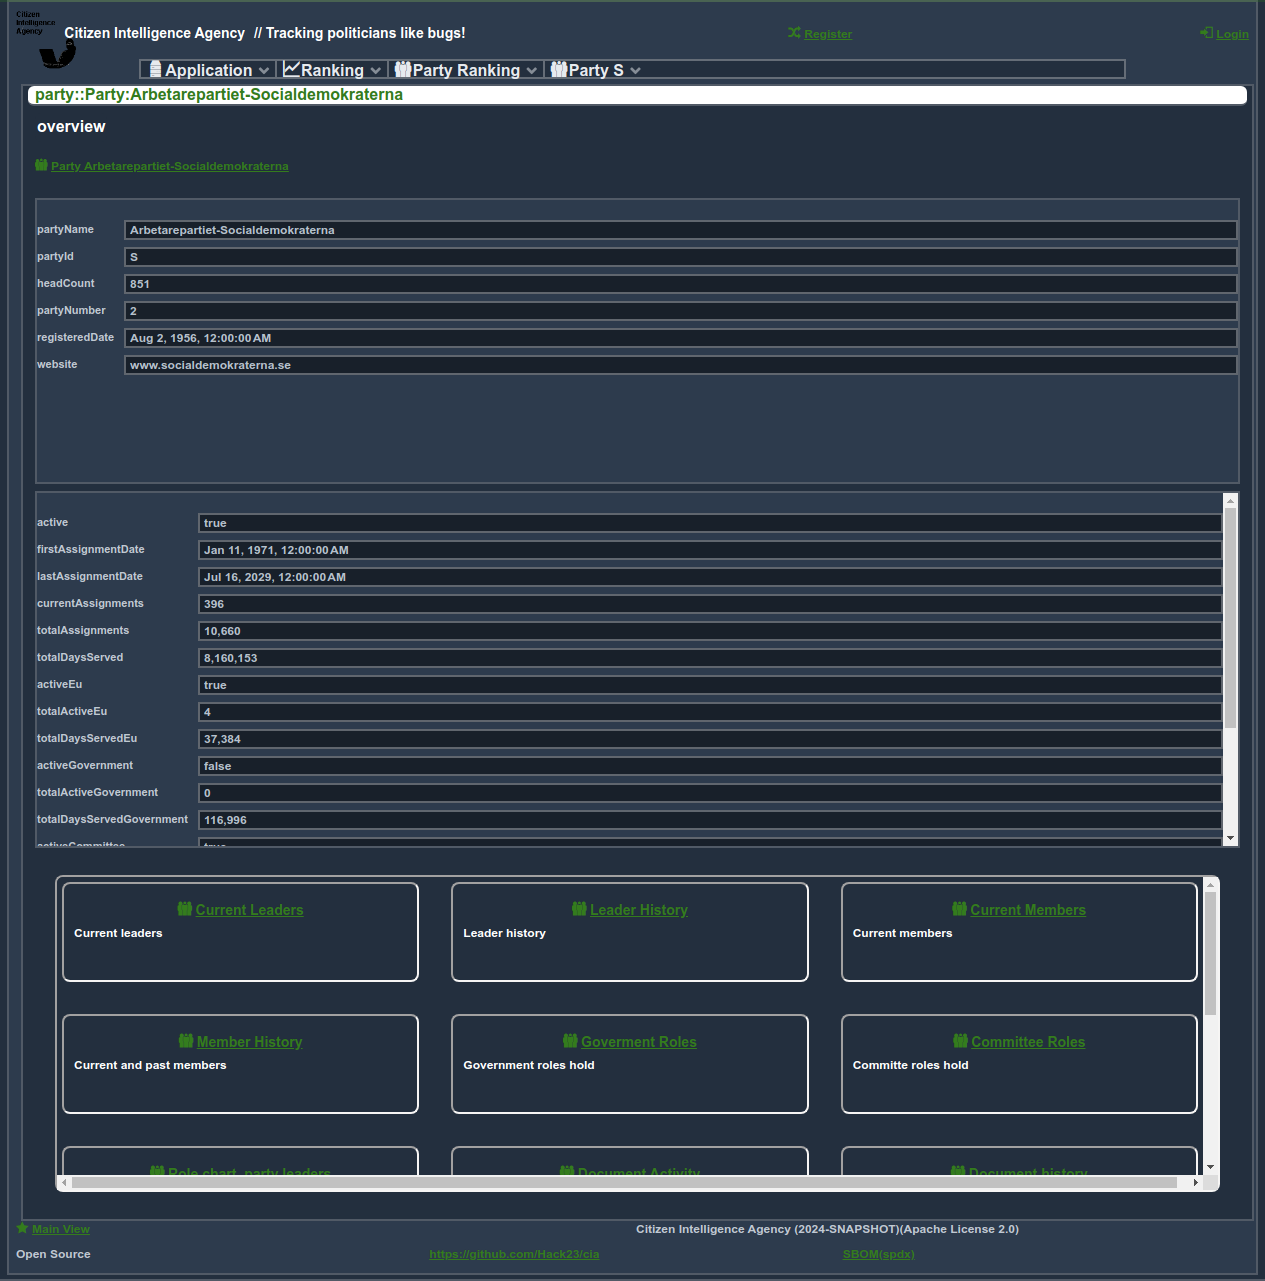 Citizen
Intelligence
Agency
Citizen Intelligence Agency // Tracking politicians like bugs!
Register
Login
Application
Ranking
Party Ranking
Party S
party::Party:Arbetarepartiet-Socialdemokraterna
overview
Party Arbetarepartiet-Socialdemokraterna
partyName Arbetarepartiet-Socialdemokraterna
partyId S
headCount 851
partyNumber 2
registeredDate Aug 2, 1956, 12:00:00 AM
website www.socialdemokraterna.se
active true
firstAssignmentDate Jan 11, 1971, 12:00:00 AM
lastAssignmentDate Jul 16, 2029, 12:00:00 AM
currentAssignments 396
totalAssignments 10,660
totalDaysServed 8,160,153
activeEu true
totalActiveEu 4
totalDaysServedEu 37,384
activeGovernment false
totalActiveGovernment 0
totalDaysServedGovernment 116,996
activeCommittee true
Current Leaders
Current leaders
Leader History
Leader history
Current Members
Current members
Member History
Current and past members
Goverment Roles
Government roles hold
Committee Roles
Committe roles hold
Role chart, party leaders
Document Activity
Document history
Main View
Citizen Intelligence Agency (2024-SNAPSHOT)(Apache License 2.0)
Open Source
https://github.com/Hack23/cia
SBOM(spdx)